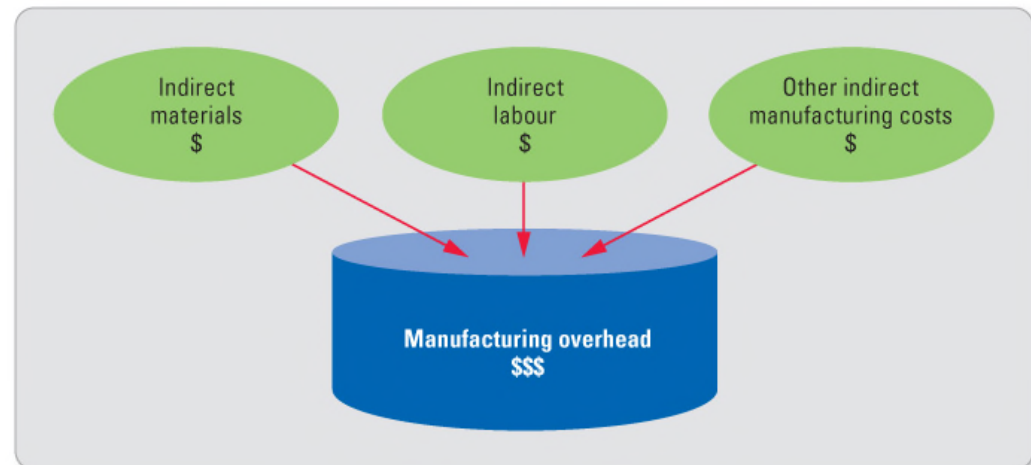 Indirect
materials
$
Indirect
labour
$
Other indirect
manufacturing costs
$
Manufacturing overhead
$$$